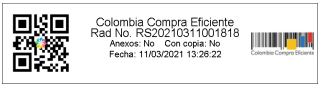 Colombia Compra Eficiente
Rad No. RS20210311001818
Anexos: No Con copia: No
Fecha: 11/03/2021 13:26:22
Colombia Compra Eficiente